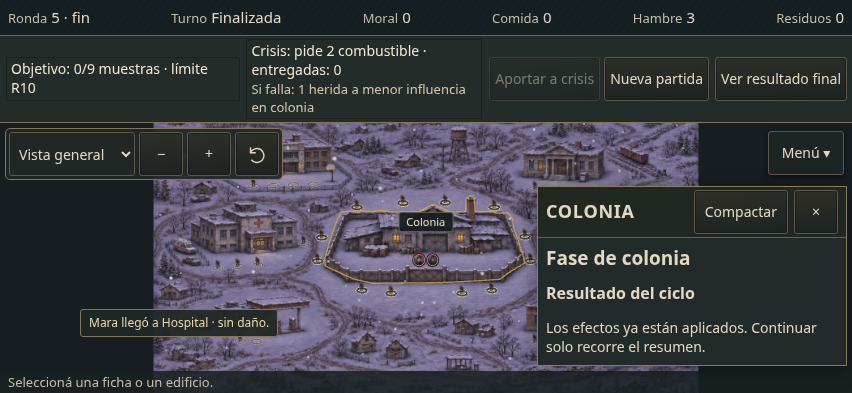 Ronda 5 · fin
Turno Finalizada
Moral 0
Comida 0
Hambre 3
Residuos 0
Objetivo: 0/9 muestras · límite
R10
Crisis: pide 2 combustible ·
entregadas: 0
Si falla: 1 herida a menor influencia
en colonia
Aportar a crisis
Nueva partida
Ver resultado final
Vista general
−
+
Menú ▾
Colonia
COLONIA
Compactar
×
Fase de colonia
Resultado del ciclo
Los efectos ya están aplicados. Continuar
solo recorre el resumen.
Mara llegó a Hospital · sin daño.
Seleccioná una ficha o un edificio.